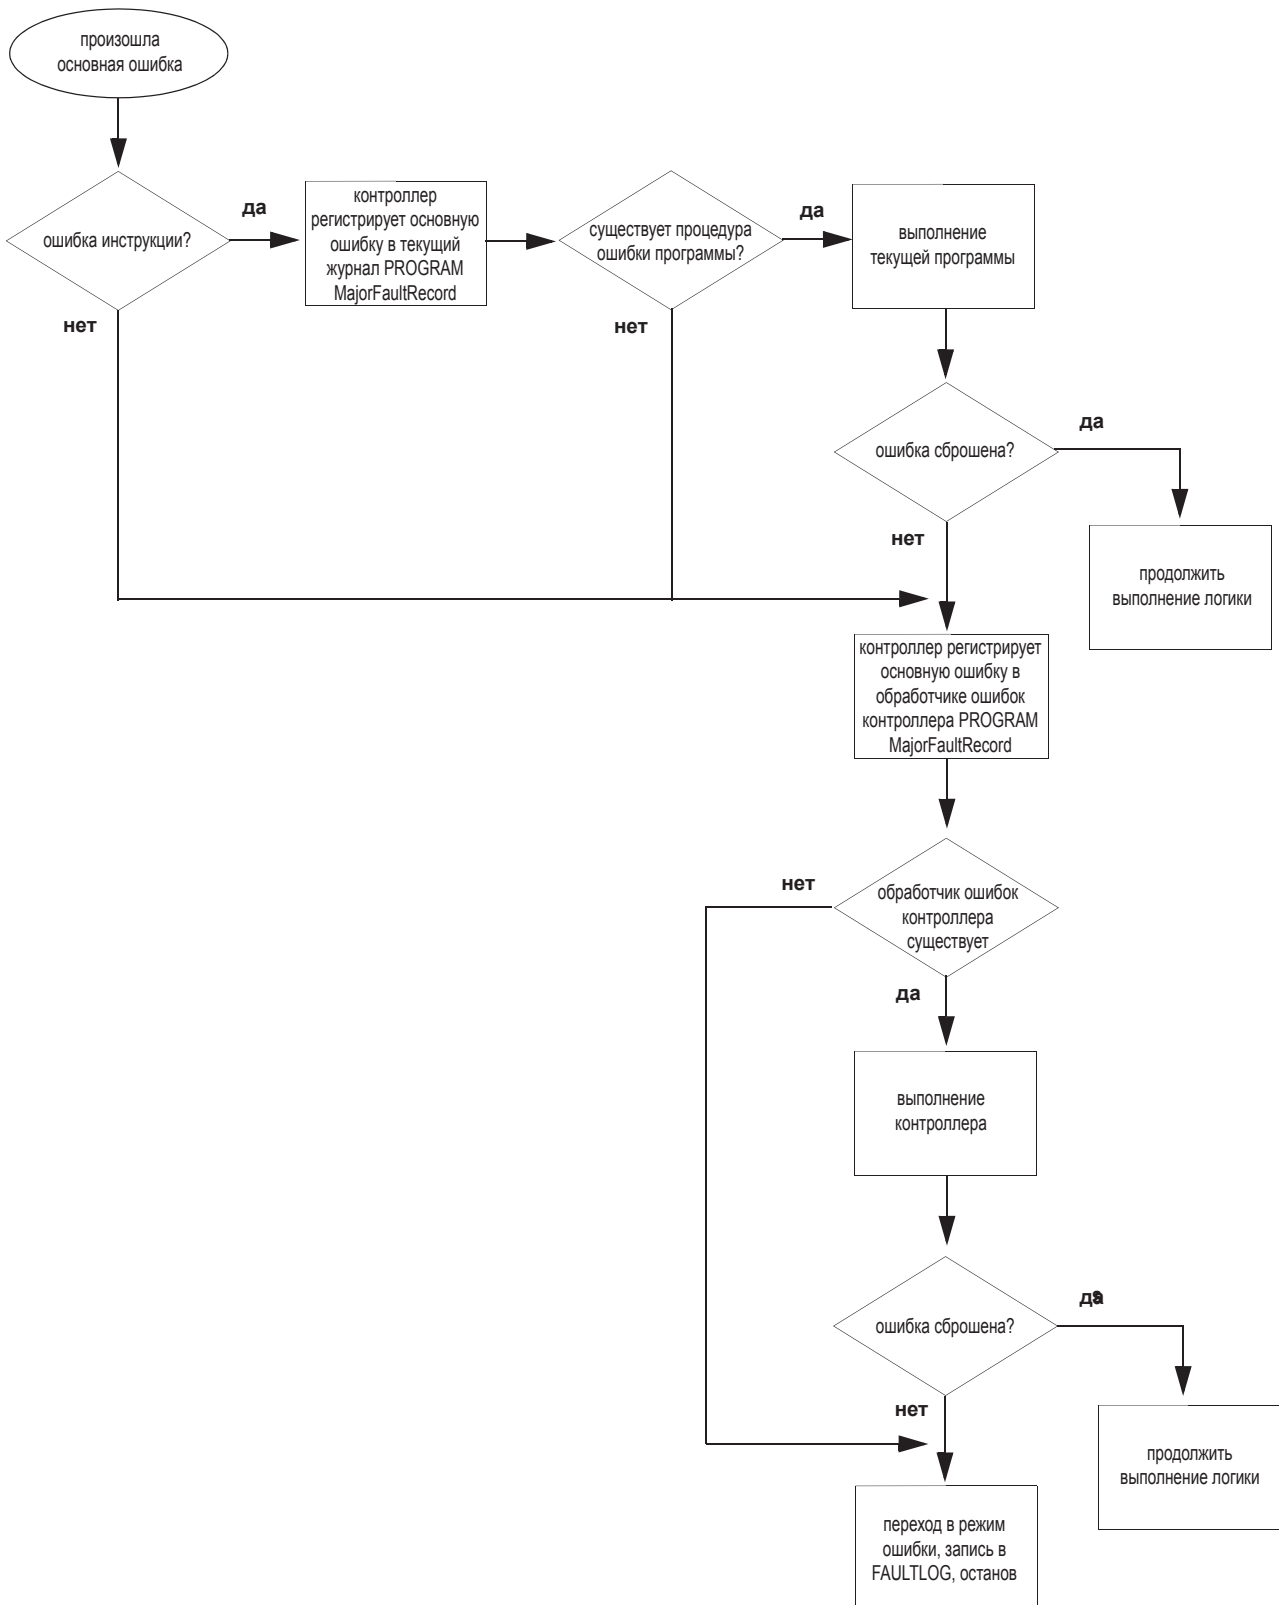 произошла
основная ошибка
ошибка инструкции?
да
нет
контроллер
регистрирует основную
ошибку в текущий
журнал PROGRAM
MajorFaultRecord
существует процедура
ошибки программы?
да
нет
выполнение
текущей программы
ошибка сброшена?
да
нет
продолжить
выполнение логики
контроллер регистрирует
основную ошибку в
обработчике ошибок
контроллера PROGRAM
MajorFaultRecord
обработчик ошибок
контроллера
существует
нет
да
выполнение
контроллера
ошибка сброшена?
да
нет
продолжить
выполнение логики
переход в режим
ошибки, запись в
FAULTLOG, останов